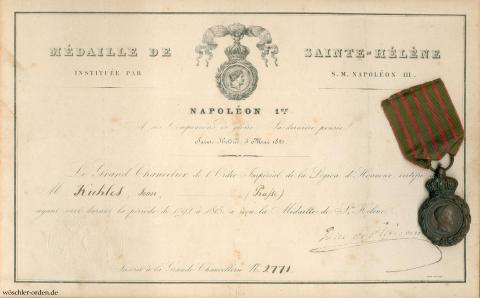 MÉDAILLE DE SAINTE-HÉLÈNE
INSTITUÉE PAR S.M. NAPOLÉON III.
NAPOLÉON 1er
A ses Compagnons de gloire. Sa dernière pensée
Sainte-Hélène, 5 Mai 1821.
Le Grand Chancelier de l'Ordre Impérial de la Légion d'Honneur, certifie
M Jean, (Prusse)
ayant servi durant la période de 1792 à 1815, a reçu la Médaille de Ste Hélène.
Inscrit à la Grande Chancellerie N° 2771
wöschler-orden.de